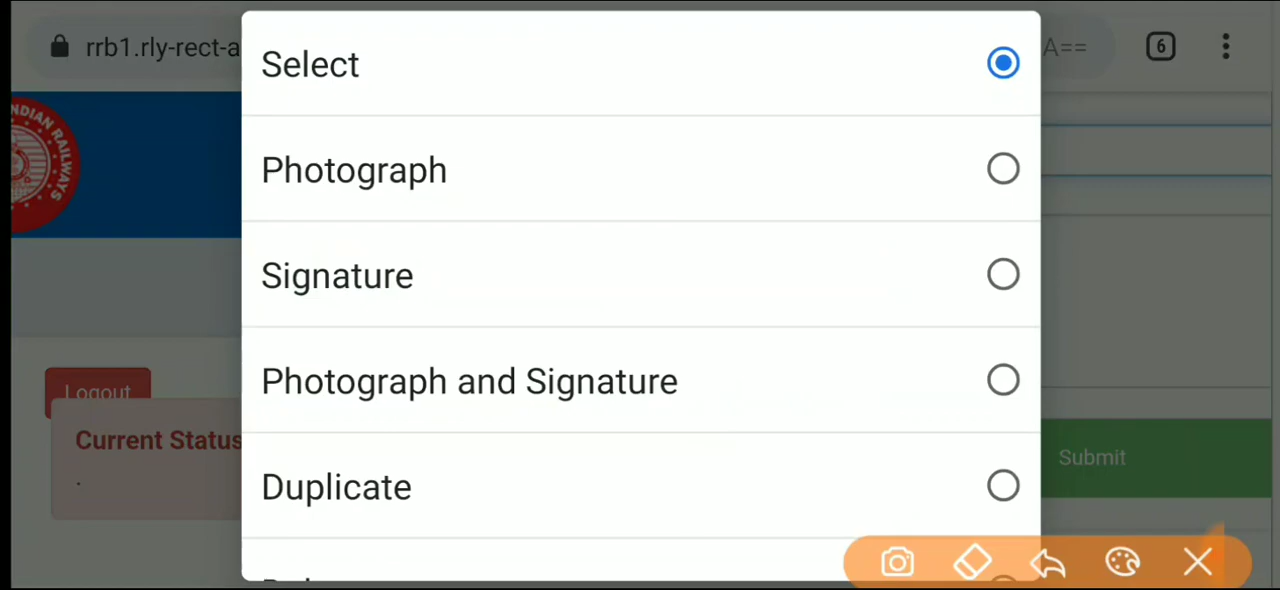 rrb1.rly-rect-a
A==
6
Select
Photograph
Signature
Photograph and Signature
Duplicate
INDIAN RAILWAYS
Logout
Current Status
.
Submit